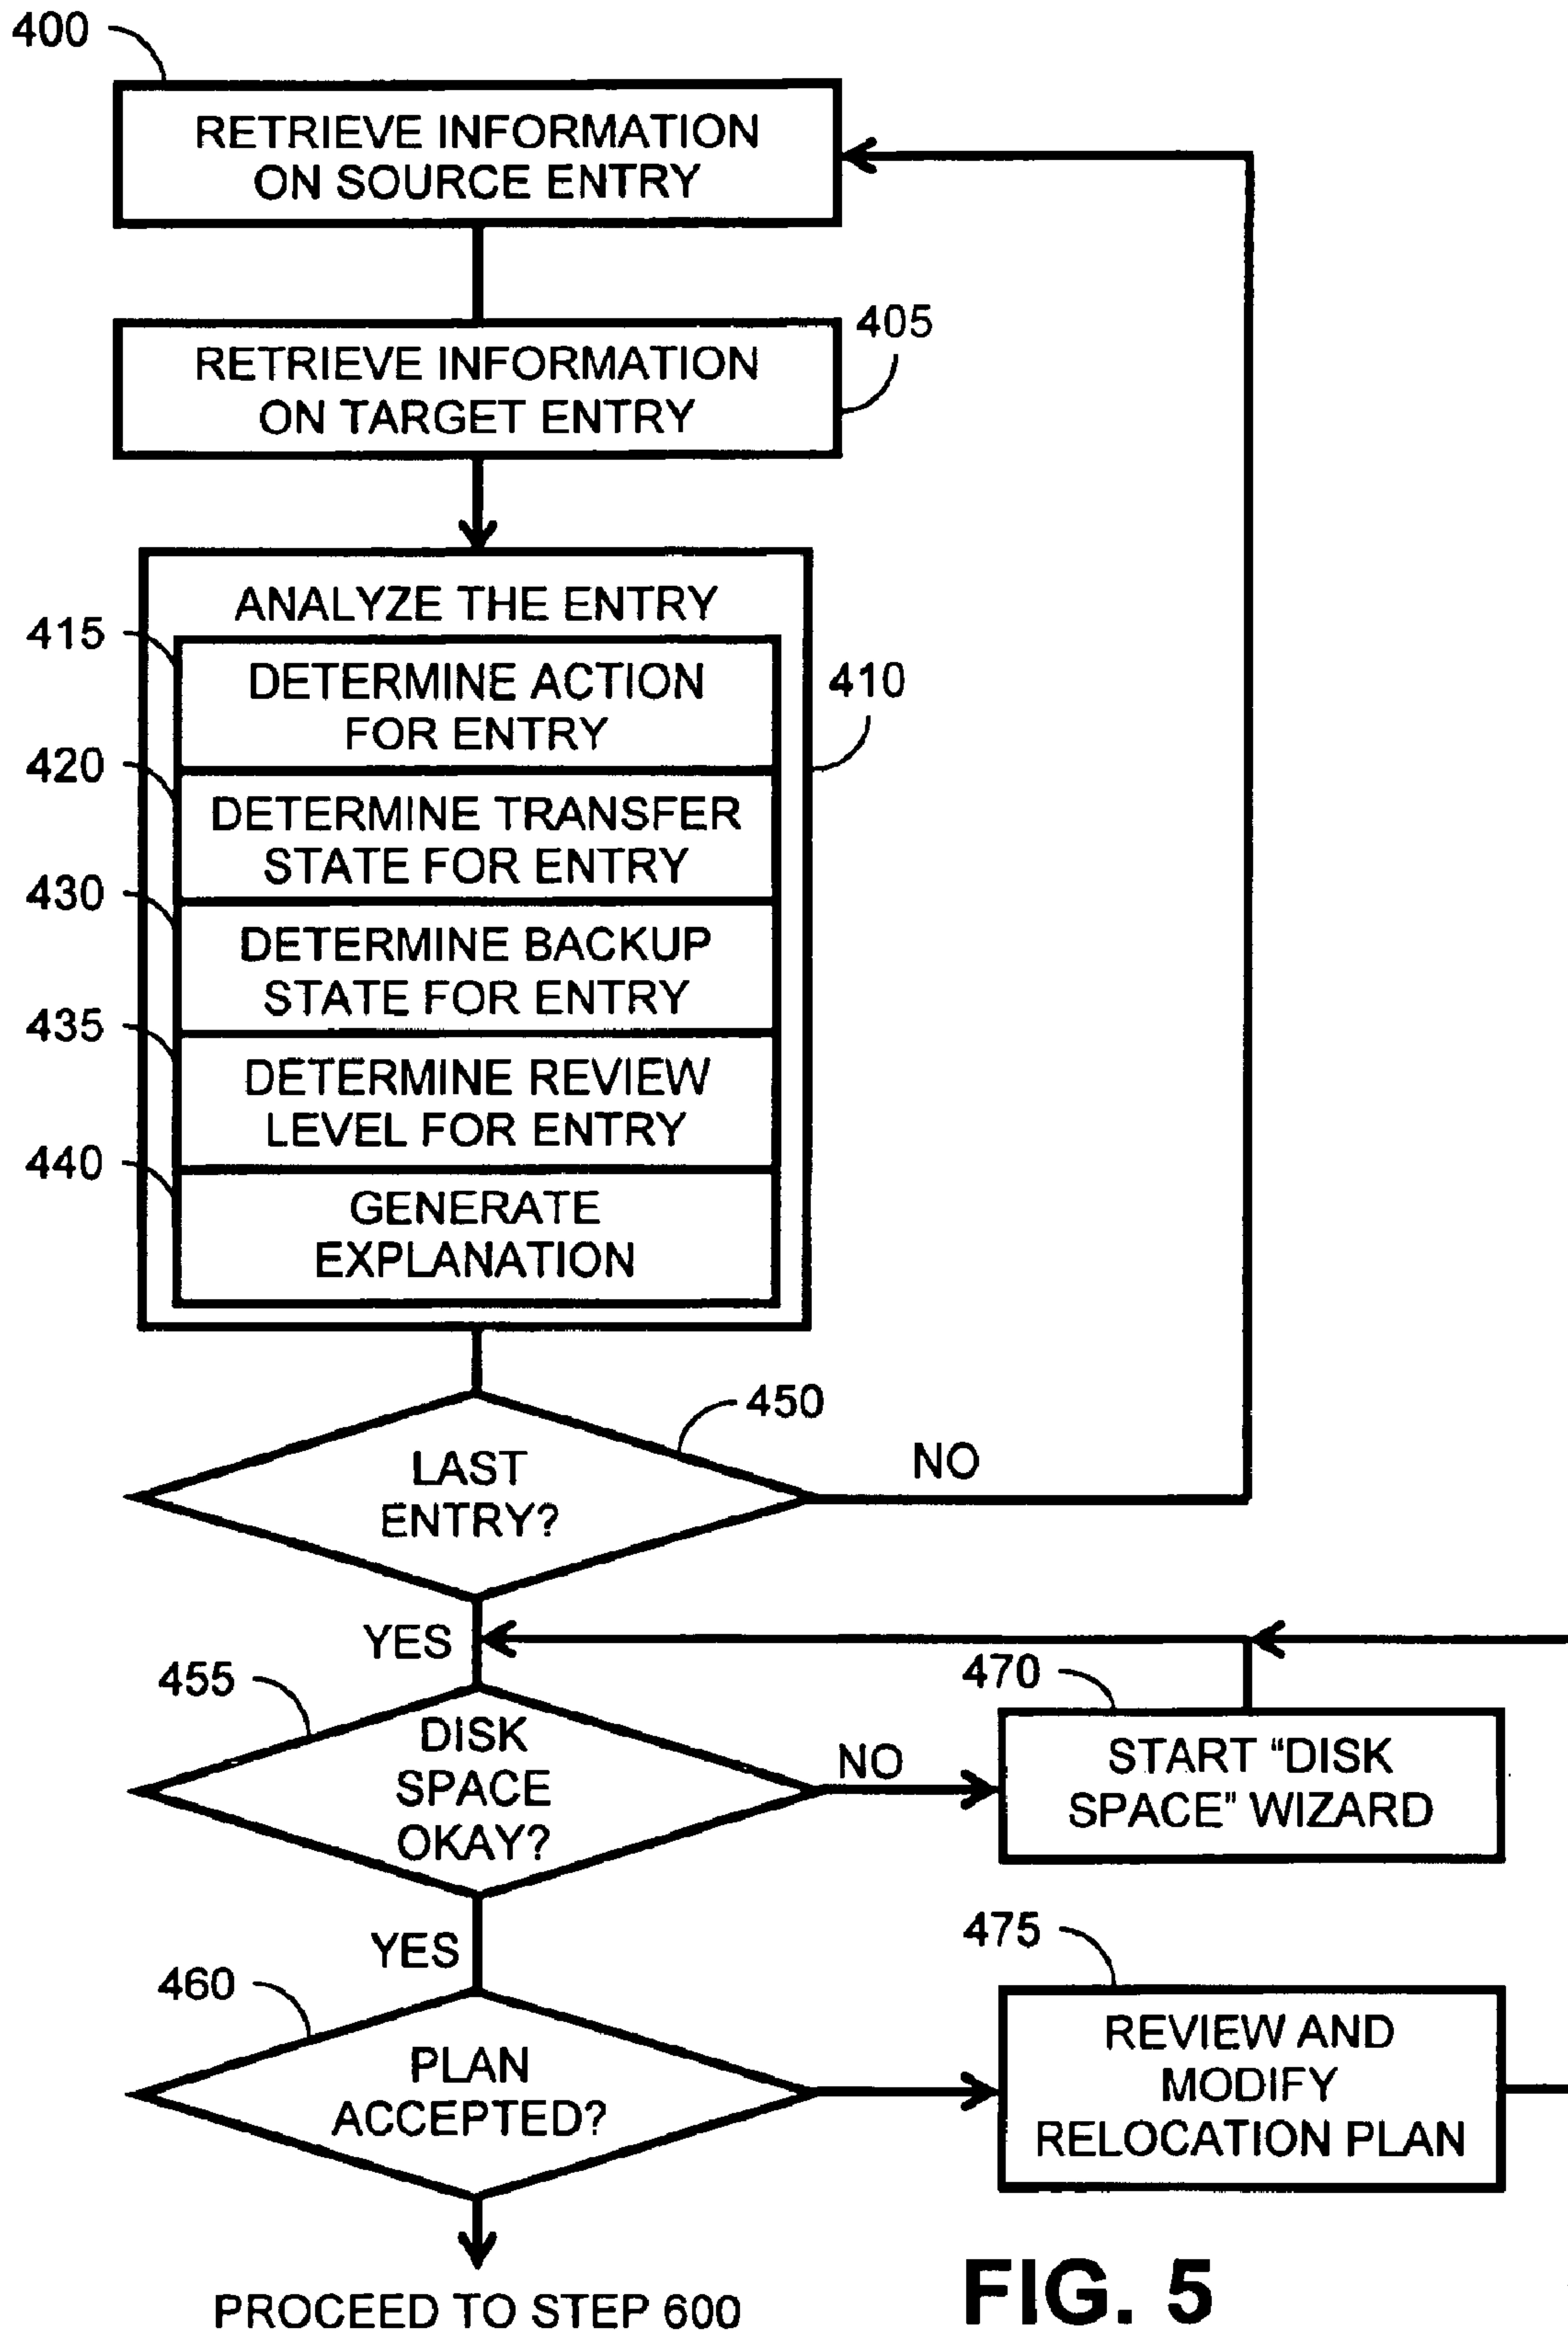 400
RETRIEVE INFORMATION
ON SOURCE ENTRY
405
RETRIEVE INFORMATION
ON TARGET ENTRY
ANALYZE THE ENTRY
415
DETERMINE ACTION
FOR ENTRY
410
420
DETERMINE TRANSFER
STATE FOR ENTRY
430
DETERMINE BACKUP
STATE FOR ENTRY
435
DETERMINE REVIEW
LEVEL FOR ENTRY
440
GENERATE
EXPLANATION
450
LAST
ENTRY?
NO
YES
455
DISK
SPACE
OKAY?
NO
470
START “DISK
SPACE” WIZARD
YES
460
PLAN
ACCEPTED?
475
REVIEW AND
MODIFY
RELOCATION PLAN
PROCEED TO STEP 600
FIG. 5